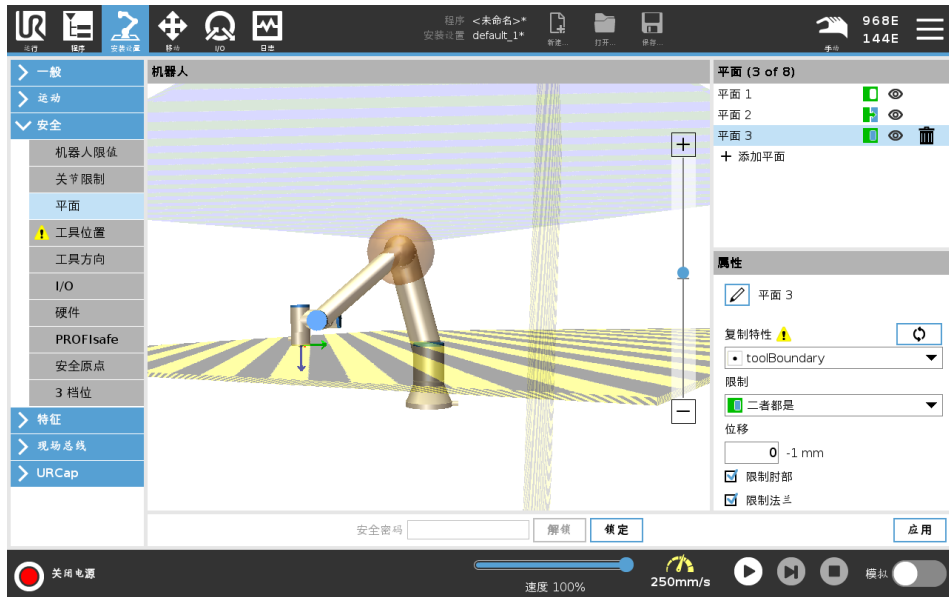 UR
运行
程序
安装设置
移动
I/O
日志
程序 <未命名>*
安装设置 default_1*
新建...
打开...
保存...
手动
968E
144E
一般
运动
安全
机器人限值
关节限制
平面
工具位置
工具方向
I/O
硬件
PROFIsafe
安全原点
3 档位
特征
现场总线
URCap
机器人
+
−
平面 (3 of 8)
平面 1
平面 2
平面 3
+ 添加平面
属性
平面 3
复制特性
toolBoundary
限制
二者都是
位移
0 -1 mm
限制肘部
限制法兰
安全密码
解锁
锁定
应用
关闭电源
速度 100%
250mm/s
模拟